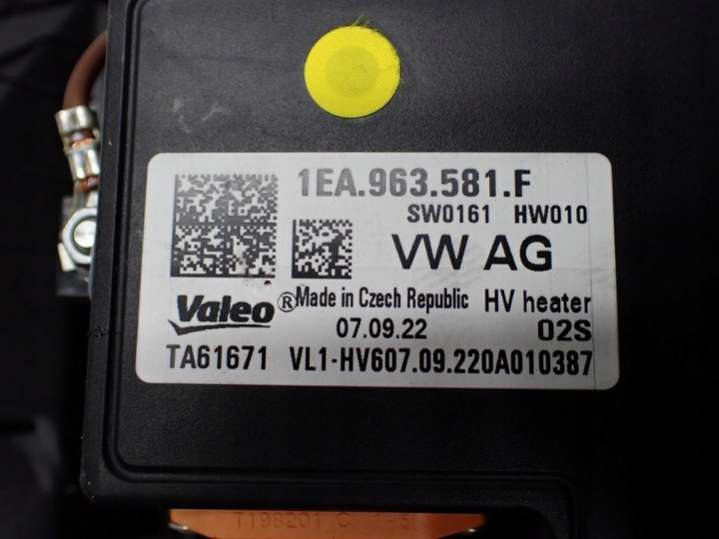 1EA.963.581.F
SW0161 HW010
VW AG
Valeo® Made in Czech Republic HV heater
07.09.22 02S
TA61671 VL1-HV607.09.220A010387
T198201 C